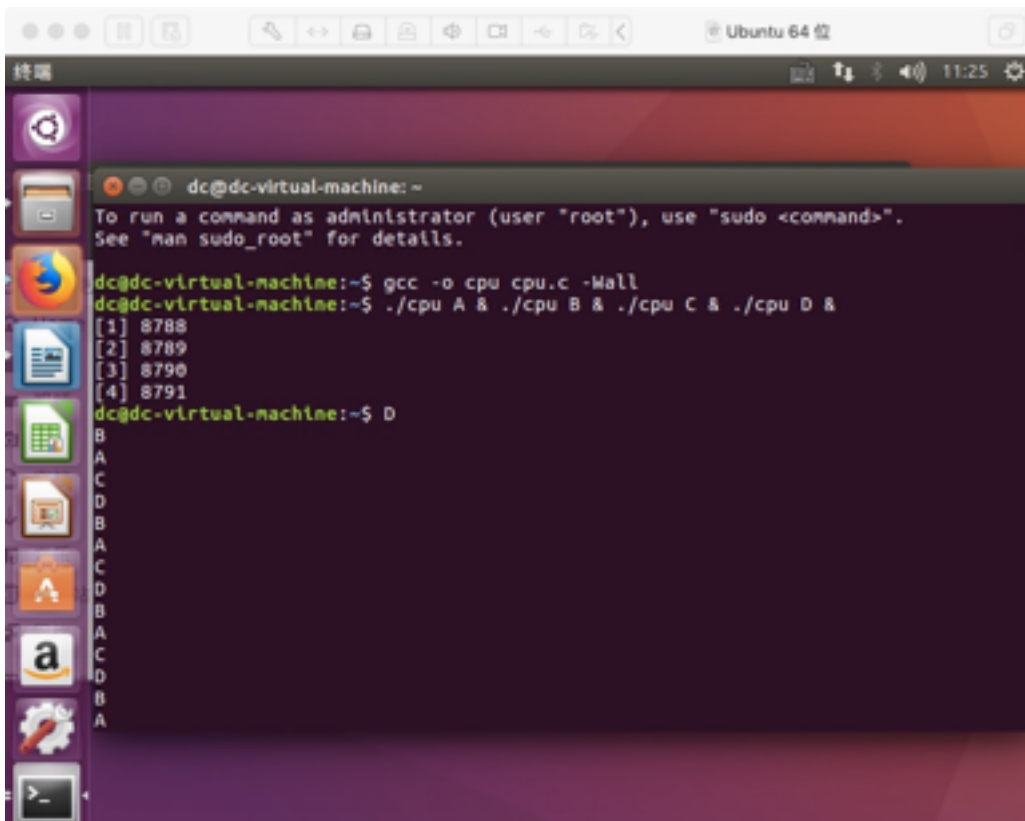 Ubuntu 64 位
终端
11:25
dc@dc-virtual-machine: ~
To run a command as administrator (user "root"), use "sudo <command>".
See "man sudo_root" for details.
dc@dc-virtual-machine:~$ gcc -o cpu cpu.c -Wall
dc@dc-virtual-machine:~$ ./cpu A & ./cpu B & ./cpu C & ./cpu D &
[1] 8788
[2] 8789
[3] 8790
[4] 8791
dc@dc-virtual-machine:~$ D
B
A
C
D
B
A
C
D
B
A
C
D
B
A